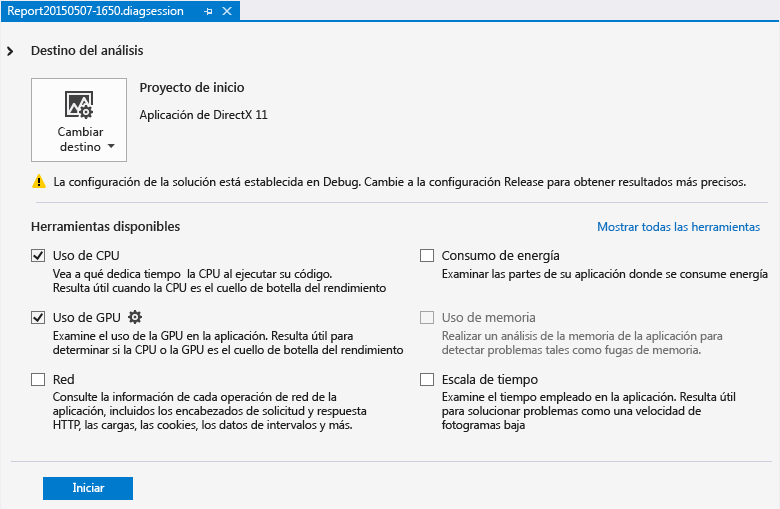 Report20150507-1650.diagsession
Destino del análisis
Cambiar
destino
Proyecto de inicio
Aplicación de DirectX 11
La configuración de la solución está establecida en Debug. Cambie a la configuración Release para obtener resultados más precisos.
Herramientas disponibles
Mostrar todas las herramientas
Uso de CPU
Vea a qué dedica tiempo la CPU al ejecutar su código.
Resulta útil cuando la CPU es el cuello de botella del rendimiento
Consumo de energía
Examinar las partes de su aplicación donde se consume energía
Uso de GPU
Examine el uso de la GPU en la aplicación. Resulta útil para
determinar si la CPU o la GPU es el cuello de botella del rendimiento
Uso de memoria
Realizar un análisis de la memoria de la aplicación para
detectar problemas tales como fugas de memoria.
Red
Consulte la información de cada operación de red de la
aplicación, incluidos los encabezados de solicitud y respuesta
HTTP, las cargas, las cookies, los datos de intervalos y más.
Escala de tiempo
Examine el tiempo empleado en la aplicación. Resulta útil
para solucionar problemas como una velocidad de
fotogramas baja
Iniciar